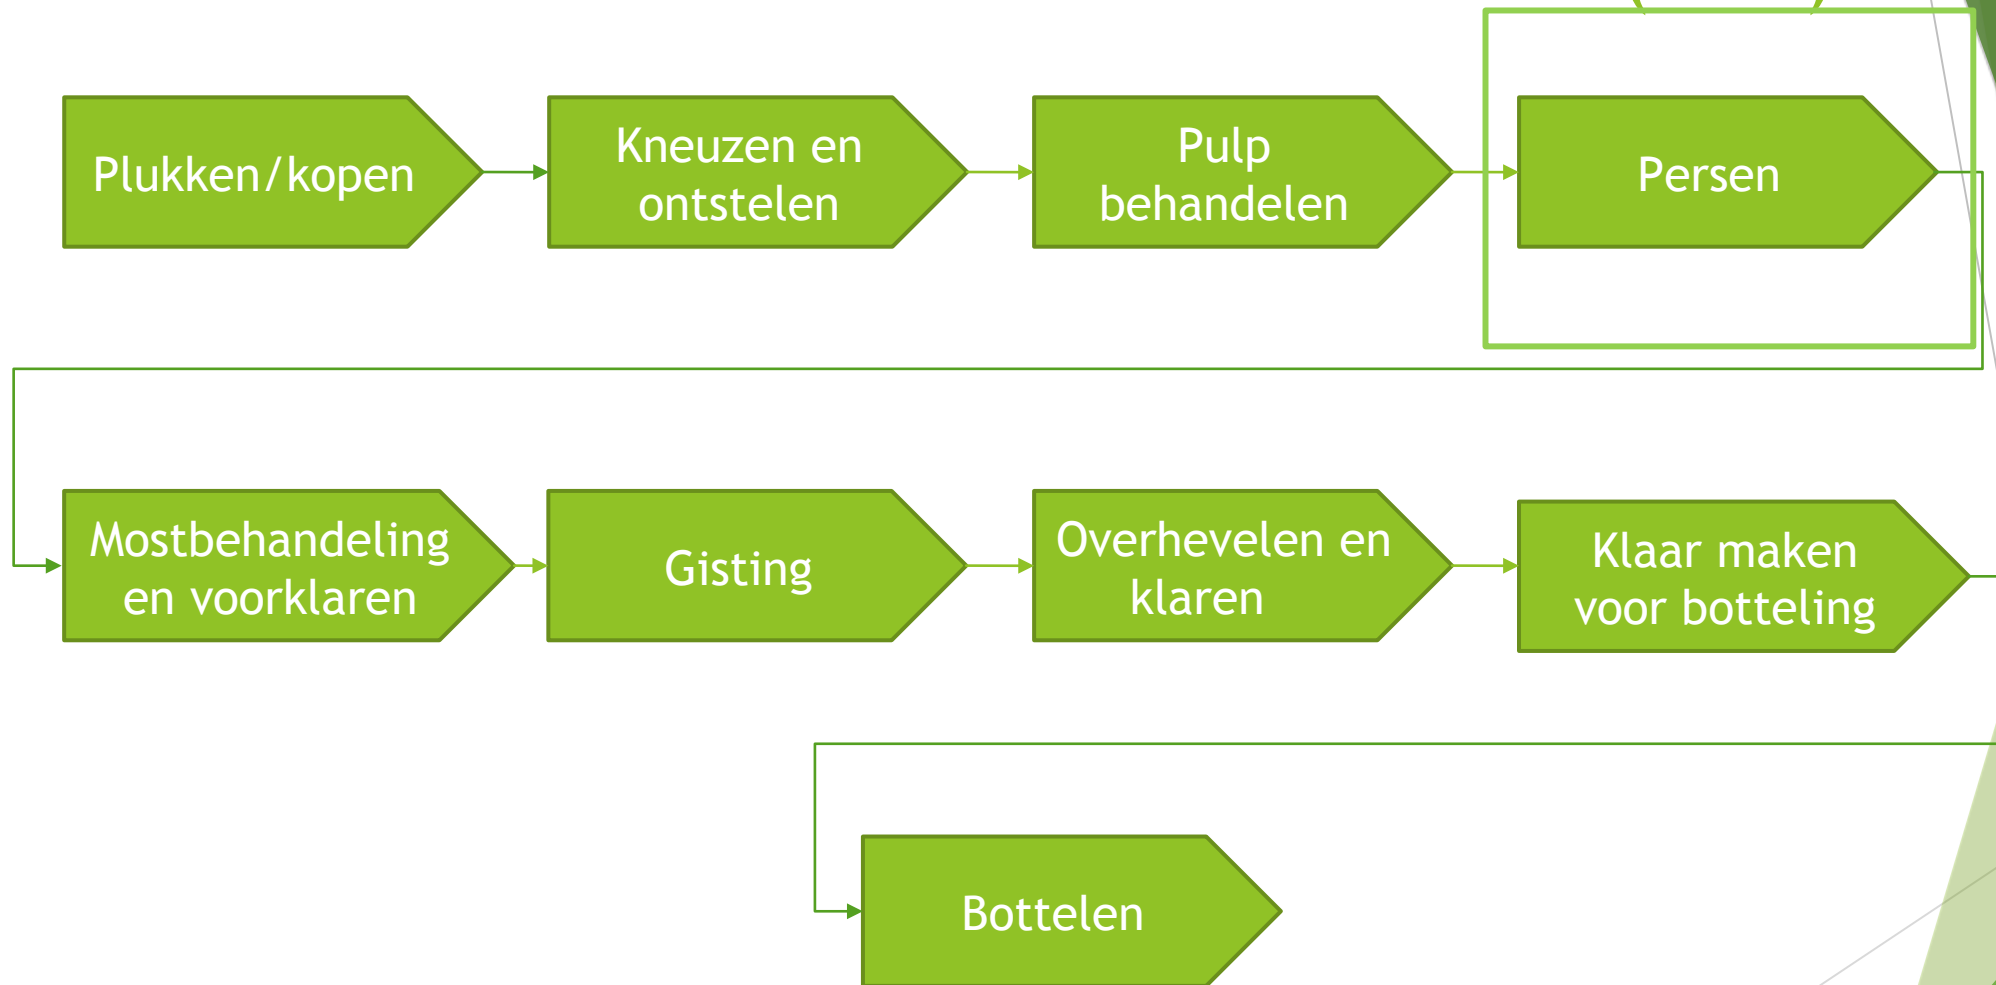 Plukken/kopen
Kneuzen en
ontstelen
Pulp
behandelen
Persen
Mostbehandeling
en voorklaren
Gisting
Overhevelen en
klaren
Klaar maken
voor botteling
Bottelen